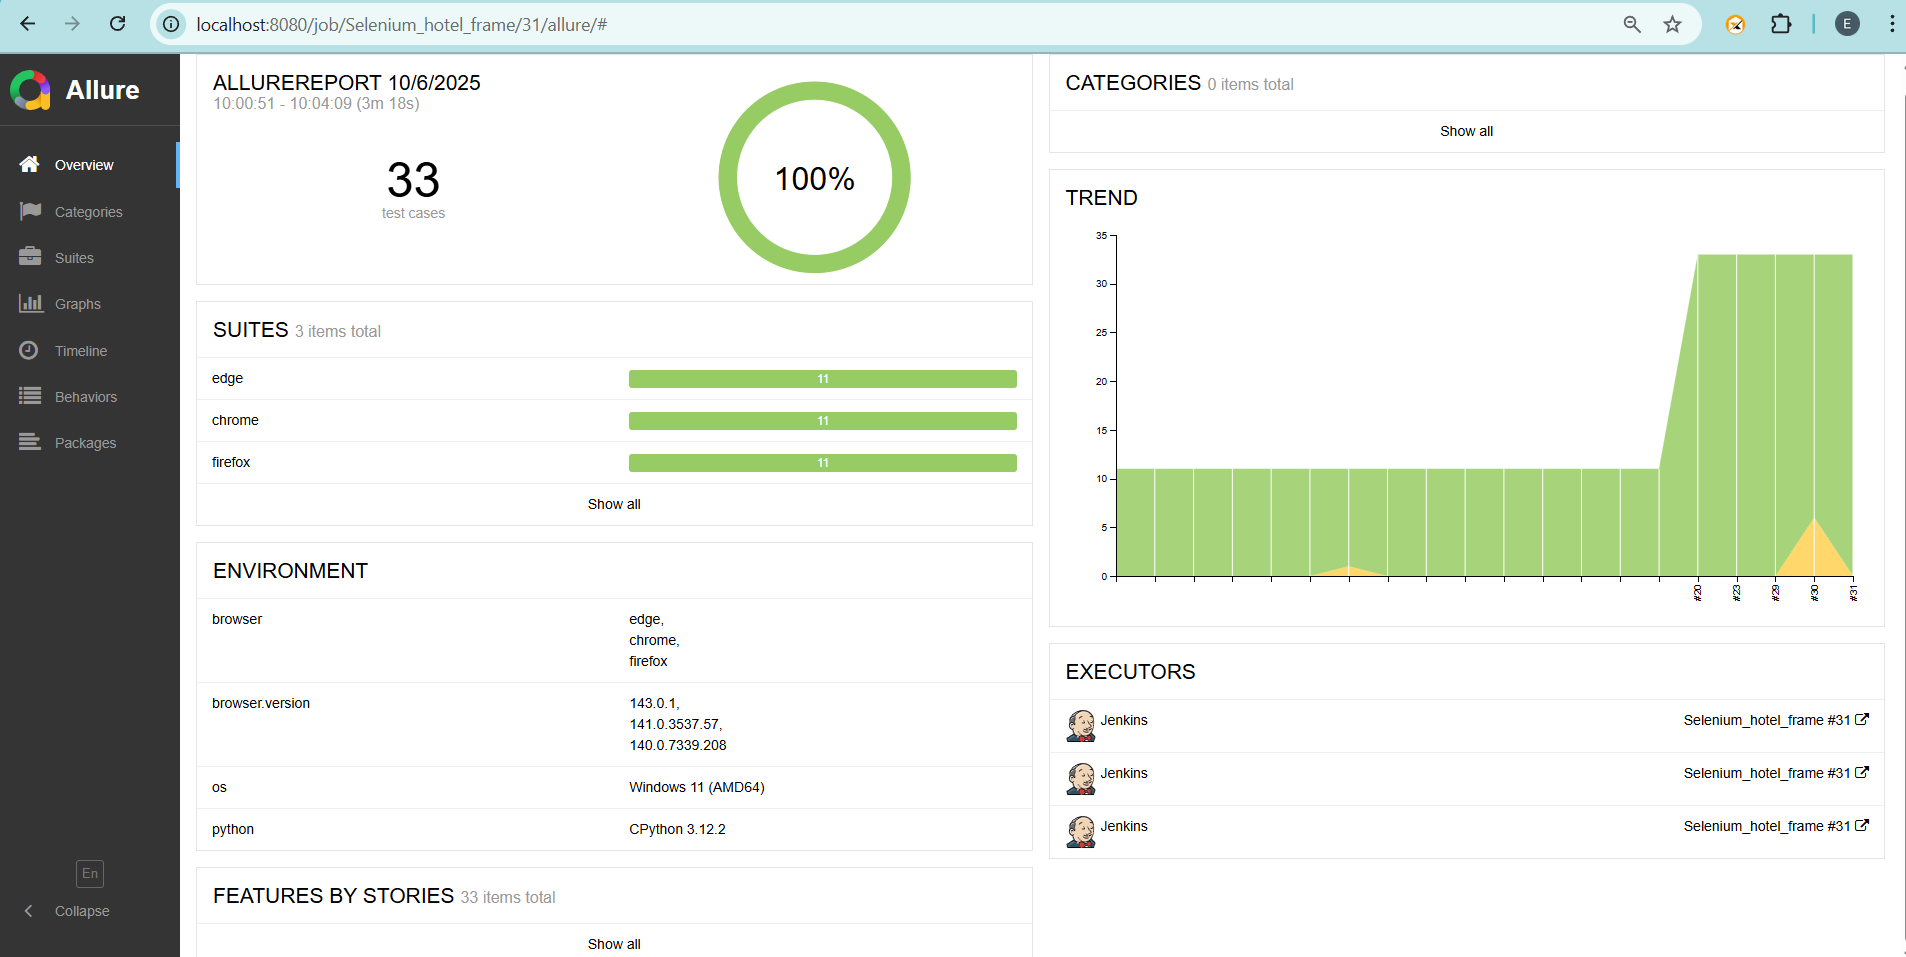 localhost:8080/job/Selenium_hotel_frame/31/allure/#
E
Allure
Overview
Categories
Suites
Graphs
Timeline
Behaviors
Packages
En
Collapse
ALLUREREPORT 10/6/2025
10:00:51 - 10:04:09 (3m 18s)
33
test cases
100%
SUITES 3 items total
edge 11
chrome 11
firefox 11
Show all
ENVIRONMENT
browser edge,
chrome,
firefox
browser.version 143.0.1,
141.0.3537.57,
140.0.7339.208
os Windows 11 (AMD64)
python CPython 3.12.2
FEATURES BY STORIES 33 items total
Show all
CATEGORIES 0 items total
Show all
TREND
35
30
25
20
15
10
5
0
#20
#23
#29
#30
#31
EXECUTORS
Jenkins Selenium_hotel_frame #31
Jenkins Selenium_hotel_frame #31
Jenkins Selenium_hotel_frame #31